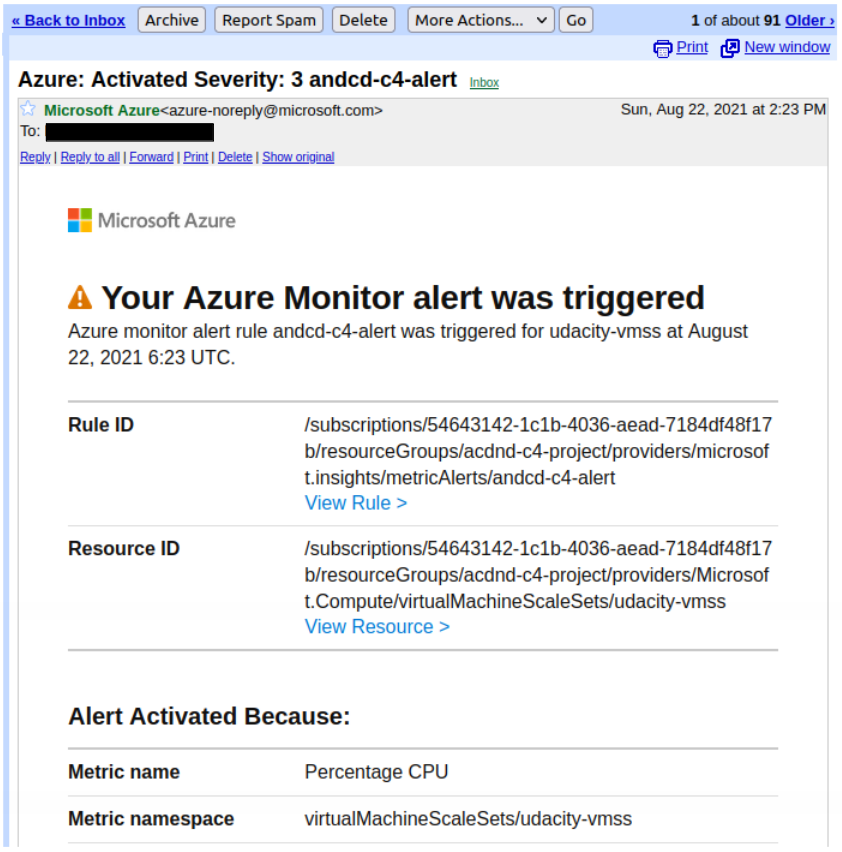 « Back to Inbox Archive Report Spam Delete More Actions... Go 1 of about 91 Older ›
Print New window
Azure: Activated Severity: 3 andcd-c4-alert Inbox
Microsoft Azure<azure-noreply@microsoft.com> Sun, Aug 22, 2021 at 2:23 PM
To:
Reply | Reply to all | Forward | Print | Delete | Show original
Microsoft Azure
Your Azure Monitor alert was triggered
Azure monitor alert rule andcd-c4-alert was triggered for udacity-vmss at August
22, 2021 6:23 UTC.
Rule ID /subscriptions/54643142-1c1b-4036-aead-7184df48f17
b/resourceGroups/acdnd-c4-project/providers/microsof
t.insights/metricAlerts/andcd-c4-alert
View Rule >
Resource ID /subscriptions/54643142-1c1b-4036-aead-7184df48f17
b/resourceGroups/acdnd-c4-project/providers/Microsof
t.Compute/virtualMachineScaleSets/udacity-vmss
View Resource >
Alert Activated Because:
Metric name Percentage CPU
Metric namespace virtualMachineScaleSets/udacity-vmss